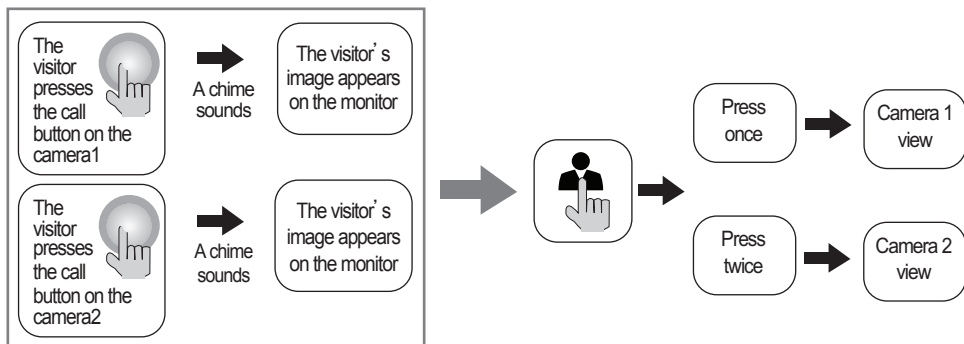 The
visitor
presses
the call
button on the
camera1
A chime
sounds
The visitor’s
image appears
on the monitor
The
visitor
presses
the call
button on the
camera2
A chime
sounds
The visitor’s
image appears
on the monitor
Press
once
Camera 1
view
Press
twice
Camera 2
view